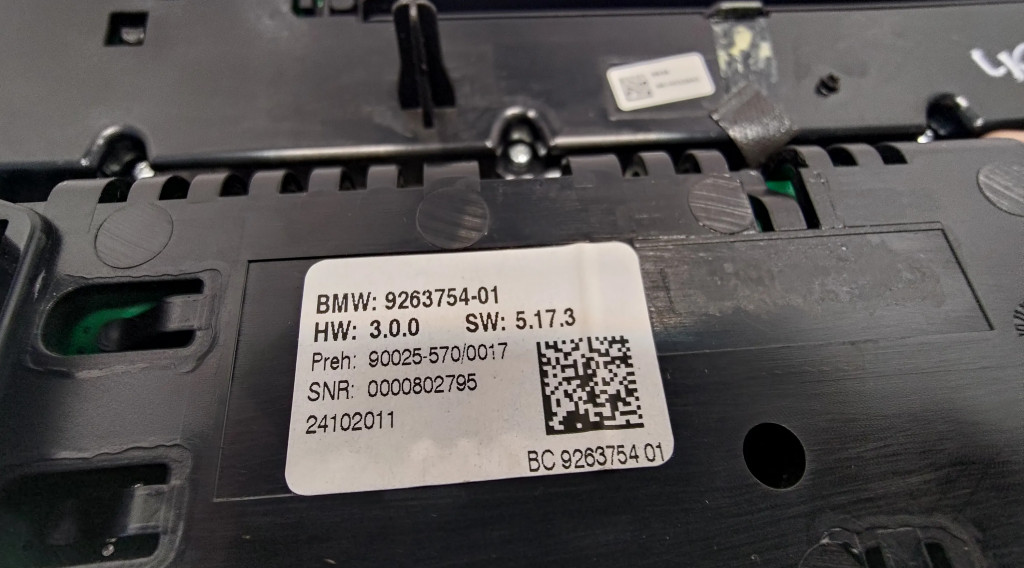 BMW: 9263754-01
HW: 3.0.0 SW: 5.17.3
Preh: 90025-570/0017
SNR: 0000802795
24102011
BC 9263754 01